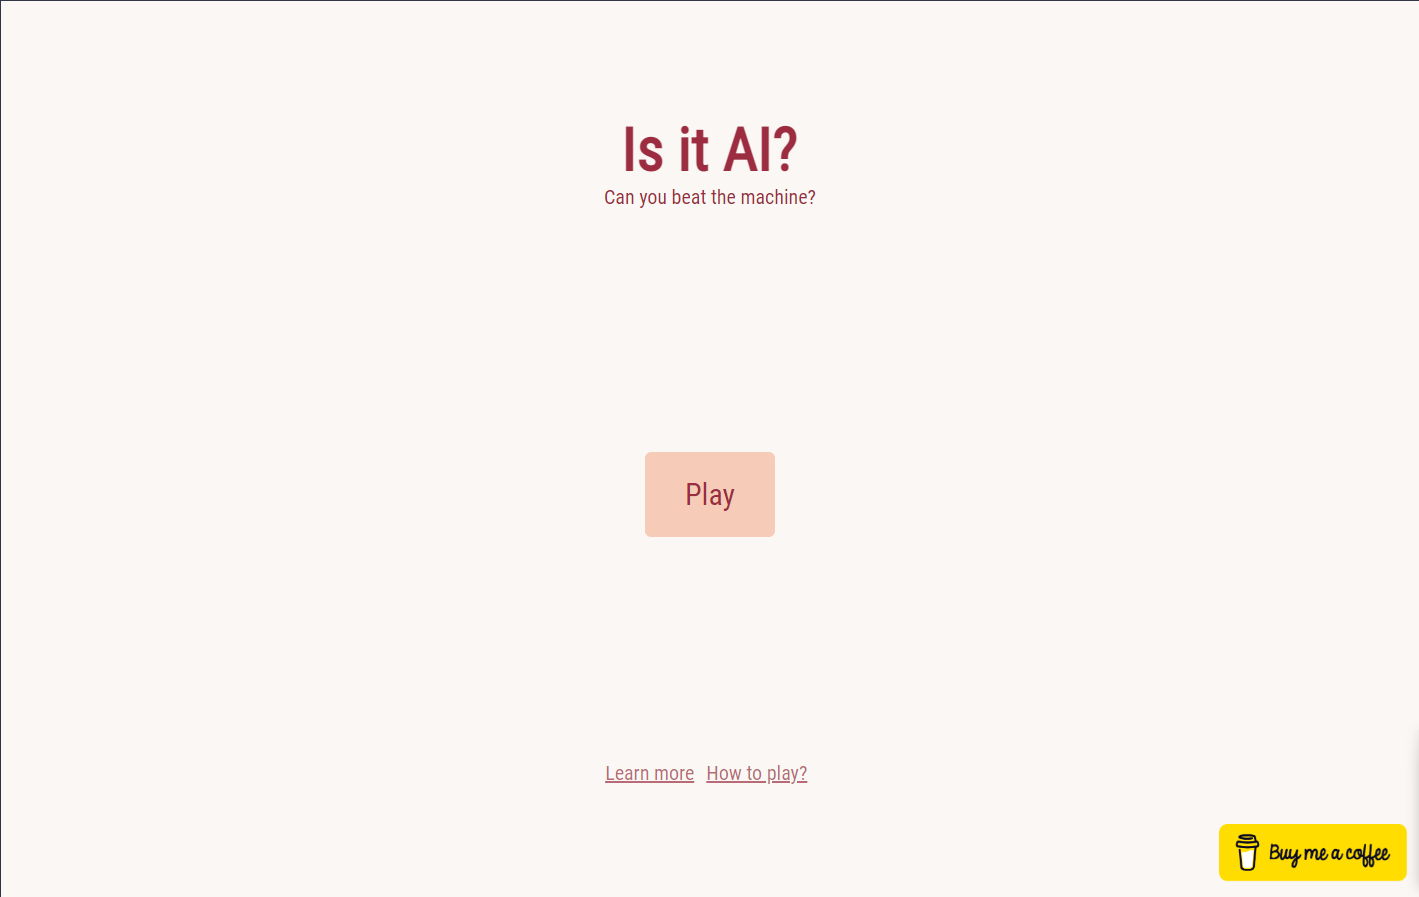 Is it AI?
Can you beat the machine?
Play
Learn more How to play?
Buy me a coffee